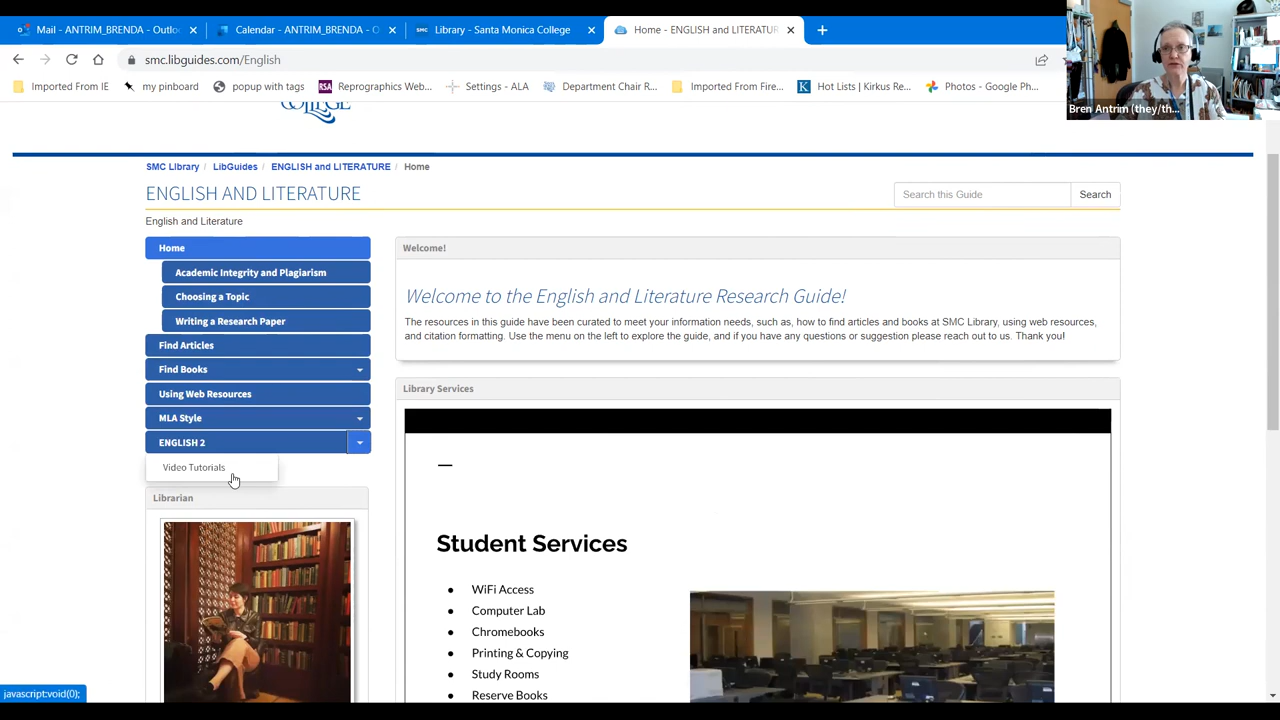 Mail - ANTRIM_BRENDA - Outlo
Calendar - ANTRIM_BRENDA - O
SMC Library - Santa Monica College
Home - ENGLISH and LITERATUR
smc.libguides.com/English
Imported From IE
my pinboard
popup with tags
RSA Reprographics Web...
Settings - ALA
Department Chair R...
Imported From Fire...
K Hot Lists | Kirkus Re...
Photos - Google Ph...
Bren Antrim (they/th...
COLLEGE
SMC Library / LibGuides / ENGLISH and LITERATURE / Home
ENGLISH AND LITERATURE
Search this Guide
Search
English and Literature
Home
Academic Integrity and Plagiarism
Choosing a Topic
Writing a Research Paper
Find Articles
Find Books
Using Web Resources
MLA Style
ENGLISH 2
Video Tutorials
Librarian
Welcome!
Welcome to the English and Literature Research Guide!
The resources in this guide have been curated to meet your information needs, such as, how to find articles and books at SMC Library, using web resources,
and citation formatting. Use the menu on the left to explore the guide, and if you have any questions or suggestion please reach out to us. Thank you!
Library Services
Student Services
• WiFi Access
• Computer Lab
• Chromebooks
• Printing & Copying
• Study Rooms
• Reserve Books
javascript:void(0);